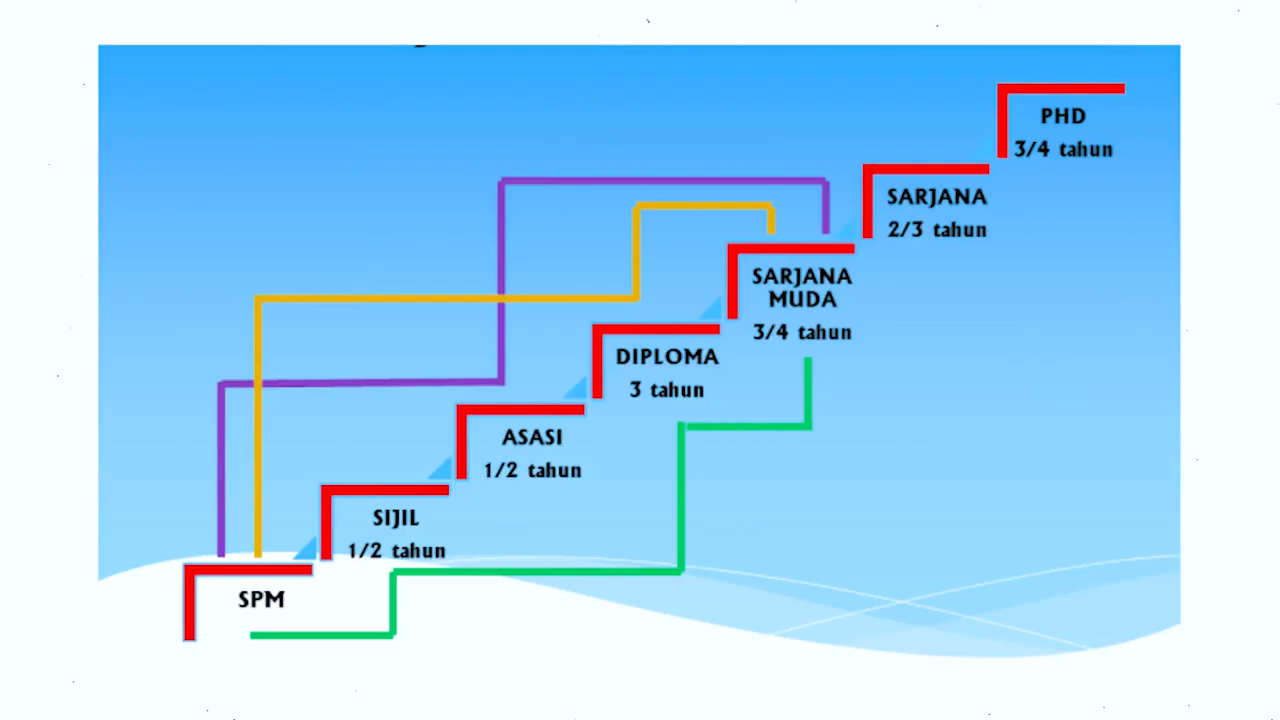 PHD
3/4 tahun
SARJANA
2/3 tahun
SARJANA
MUDA
3/4 tahun
DIPLOMA
3 tahun
ASASI
1/2 tahun
SIJIL
1/2 tahun
SPM